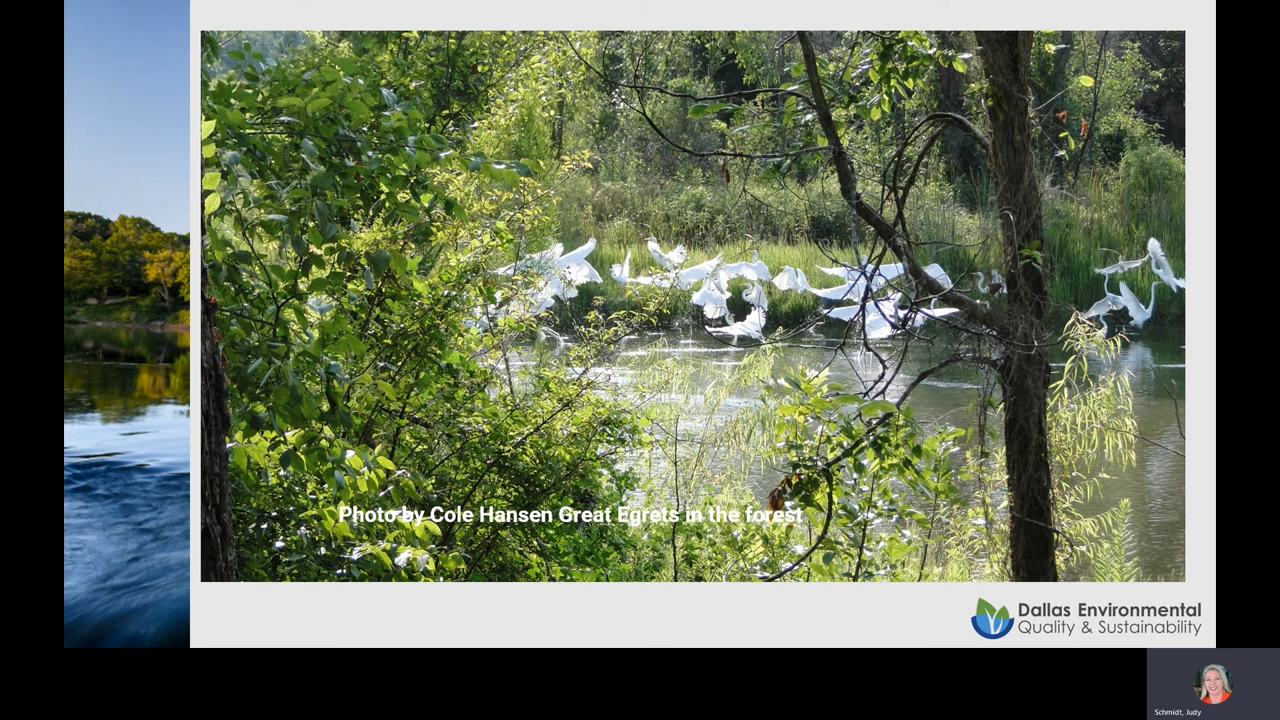 Photo by Cole Hansen Great Egrets in the forest
Dallas Environmental
Quality & Sustainability
Schmidt, Judy